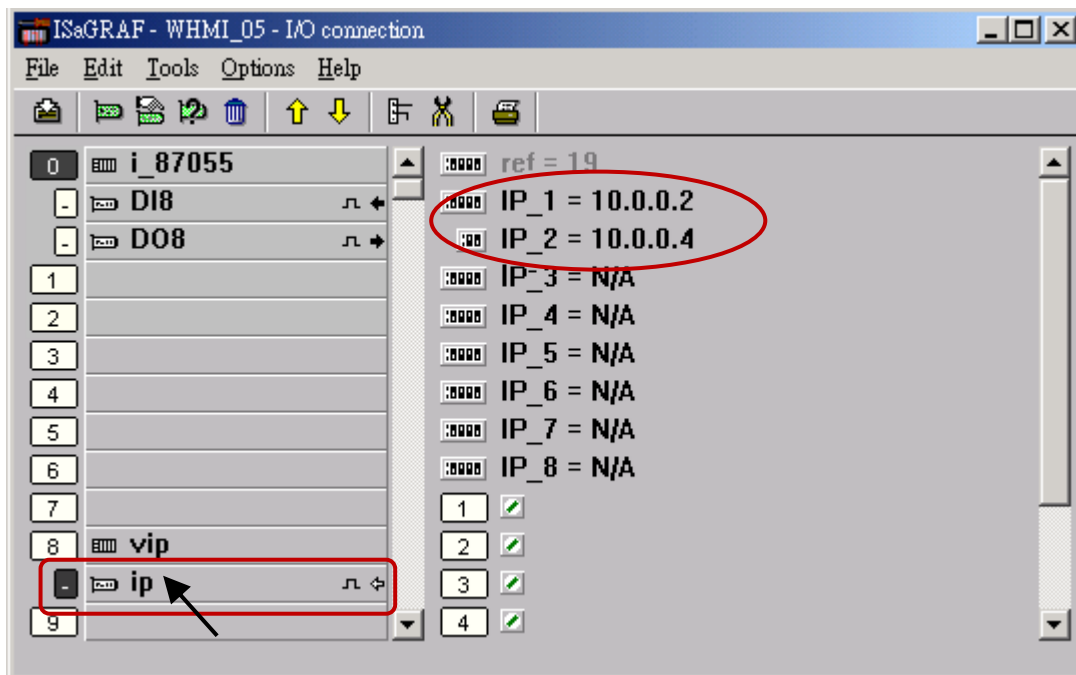 ISaGRAF - WHMI_05 - I/O connection
File Edit Tools Options Help
0 i_87055
- DI8
- DO8
1
2
3
4
5
6
7
8 vip
- ip
9
ref = 19
IP_1 = 10.0.0.2
IP_2 = 10.0.0.4
IP_3 = N/A
IP_4 = N/A
IP_5 = N/A
IP_6 = N/A
IP_7 = N/A
IP_8 = N/A
1
2
3
4